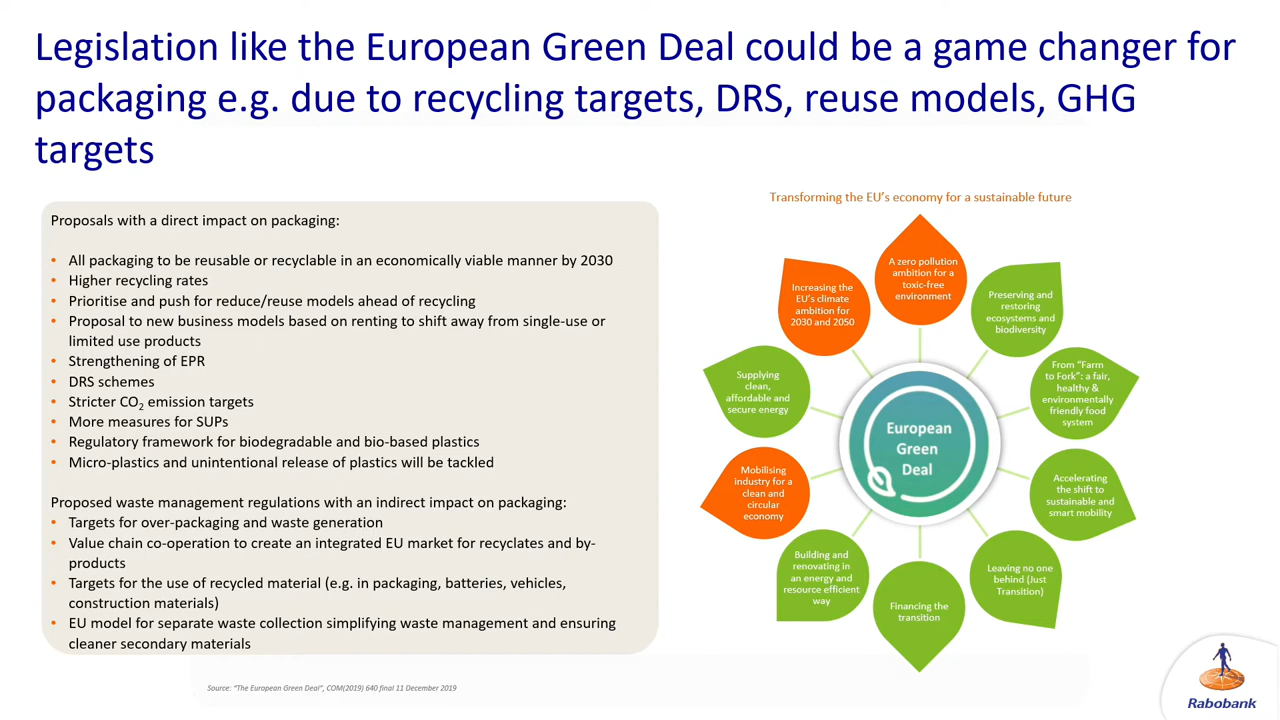 Legislation like the European Green Deal could be a game changer for
packaging e.g. due to recycling targets, DRS, reuse models, GHG
targets
Proposals with a direct impact on packaging:
• All packaging to be reusable or recyclable in an economically viable manner by 2030
• Higher recycling rates
• Prioritise and push for reduce/reuse models ahead of recycling
• Proposal to new business models based on renting to shift away from single-use or
limited use products
• Strengthening of EPR
• DRS schemes
• Stricter CO2 emission targets
• More measures for SUPs
• Regulatory framework for biodegradable and bio-based plastics
• Micro-plastics and unintentional release of plastics will be tackled
Proposed waste management regulations with an indirect impact on packaging:
• Targets for over-packaging and waste generation
• Value chain co-operation to create an integrated EU market for recyclates and by-
products
• Targets for the use of recycled material (e.g. in packaging, batteries, vehicles,
construction materials)
• EU model for separate waste collection simplifying waste management and ensuring
cleaner secondary materials
Transforming the EU's economy for a sustainable future
A zero pollution
ambition for a
toxic-free
environment
Preserving and
restoring
ecosystems and
biodiversity
From "Farm
to Fork": a fair,
healthy &
environmentally
friendly food
system
Accelerating
the shift to
sustainable and
smart mobility
Leaving no one
behind (Just
Transition)
Financing the
transition
Building and
renovating in
an energy and
resource efficient
way
Mobilising
industry for a
clean and
circular
economy
Supplying
clean,
affordable and
secure energy
Increasing the
EU's climate
ambition for
2030 and 2050
European
Green
Deal
Source: "The European Green Deal", COM(2019) 640 final 11 December 2019
Rabobank